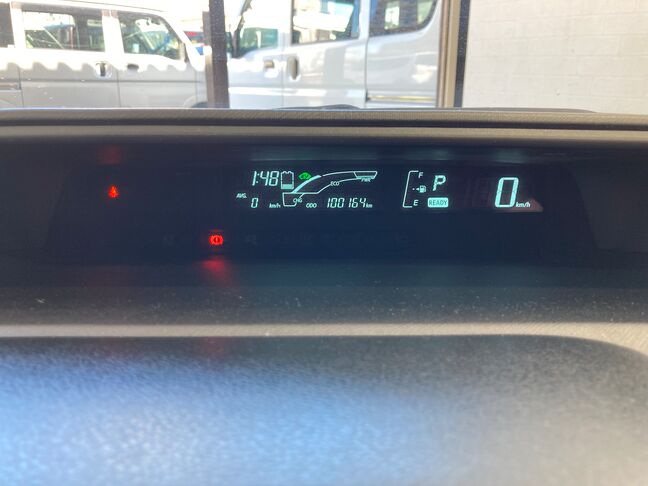 1:48
ECO
PWR
AVG.
0 km/h
CHG
ODO 100164 km
F
E
P
READY
0
km/h